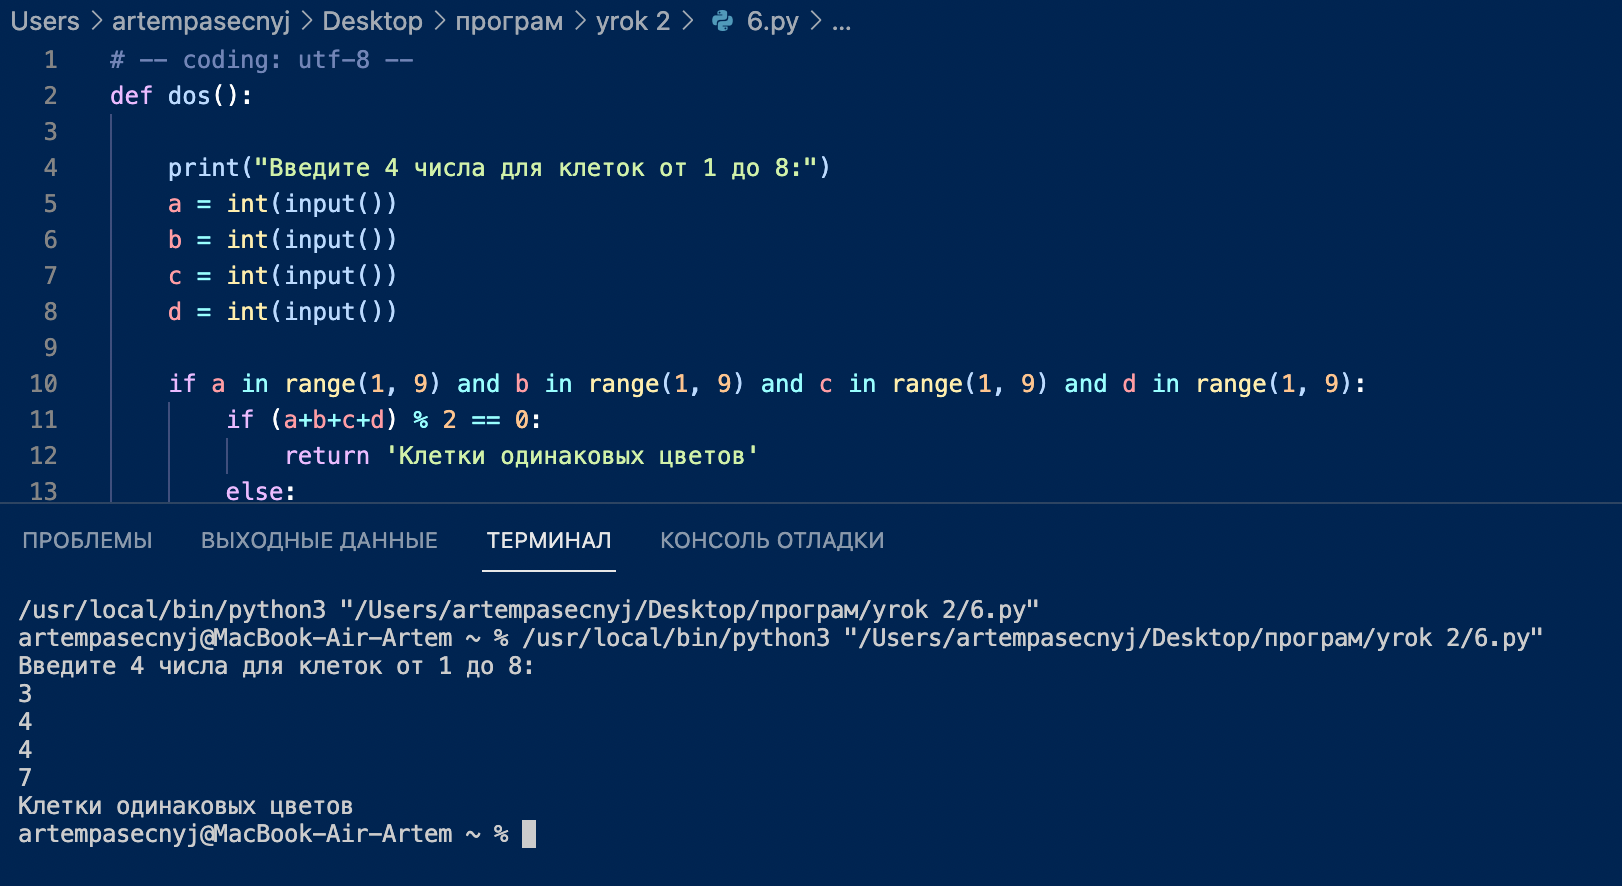 Users > artempasecnyj > Desktop > програм > yrok 2 > 6.py > ...
1 # -- coding: utf-8 --
2 def dos():
3
4 print("Введите 4 числа для клеток от 1 до 8:")
5 a = int(input())
6 b = int(input())
7 c = int(input())
8 d = int(input())
9
10 if a in range(1, 9) and b in range(1, 9) and c in range(1, 9) and d in range(1, 9):
11 if (a+b+c+d) % 2 == 0:
12 return 'Клетки одинаковых цветов'
13 else:
ПРОБЛЕМЫ ВЫХОДНЫЕ ДАННЫЕ ТЕРМИНАЛ КОНСОЛЬ ОТЛАДКИ
/usr/local/bin/python3 "/Users/artempasecnyj/Desktop/програм/yrok 2/6.py"
artempasecnyj@MacBook-Air-Artem ~ % /usr/local/bin/python3 "/Users/artempasecnyj/Desktop/програм/yrok 2/6.py"
Введите 4 числа для клеток от 1 до 8:
3
4
4
7
Клетки одинаковых цветов
artempasecnyj@MacBook-Air-Artem ~ %